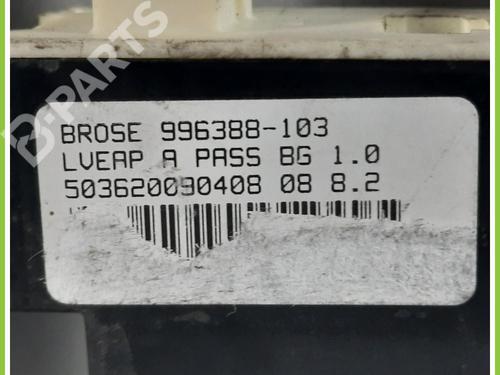 B-PARTS
BROSE 996388-103
LVEAP A PASS BG 1.0
503620090408 08 8.2